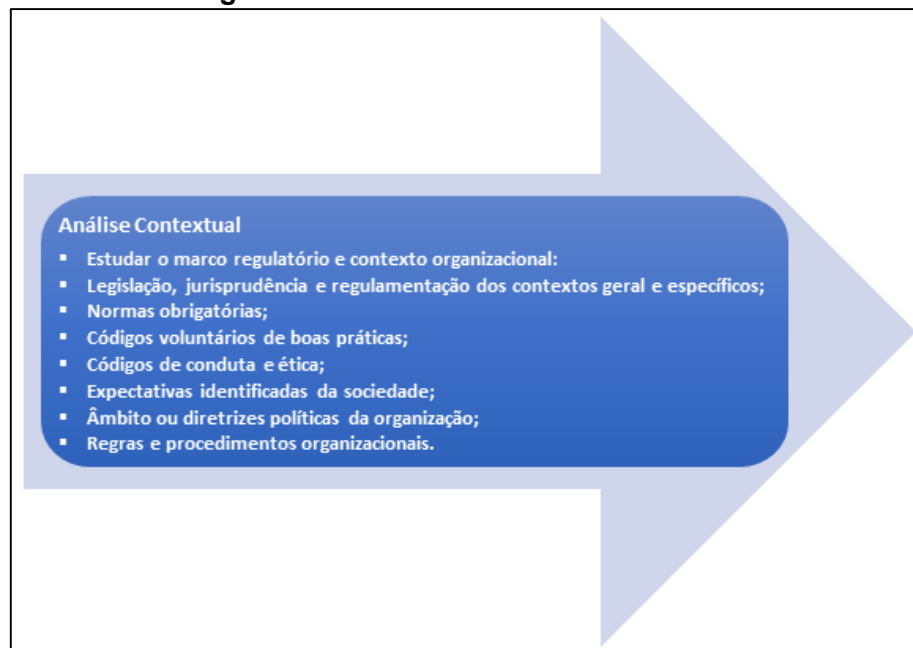 Análise Contextual
▪ Estudar o marco regulatório e contexto organizacional:
▪ Legislação, jurisprudência e regulamentação dos contextos geral e específicos;
▪ Normas obrigatórias;
▪ Códigos voluntários de boas práticas;
▪ Códigos de conduta e ética;
▪ Expectativas identificadas da sociedade;
▪ Âmbito ou diretrizes políticas da organização;
▪ Regras e procedimentos organizacionais.